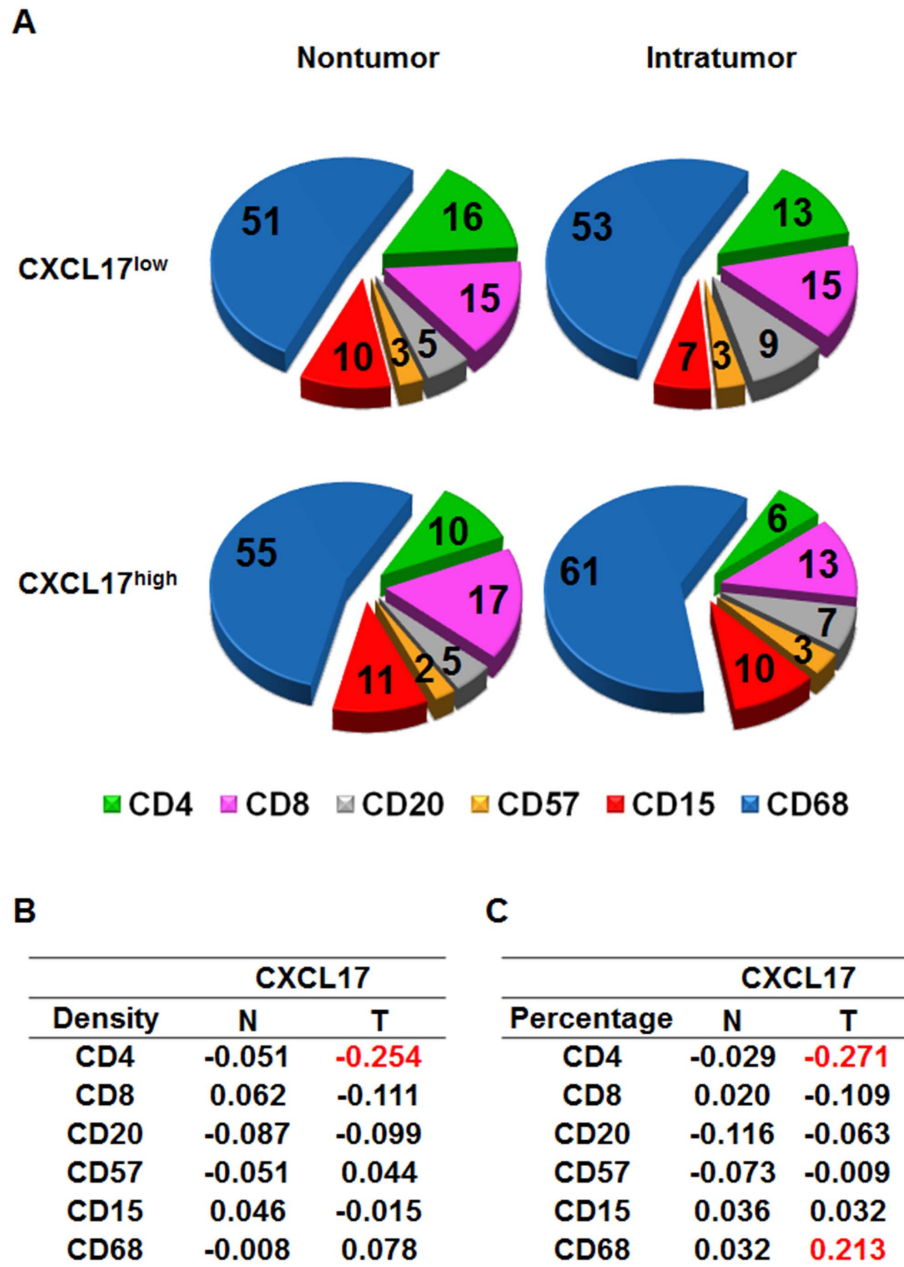 A
Nontumor Intratumor
CXCL17low
51 16 15 5 3 10
53 13 15 9 3 7
CXCL17high
55 10 17 5 2 11
61 6 13 7 3 10
CD4 CD8 CD20 CD57 CD15 CD68
B
CXCL17
Density N T
CD4 -0.051 -0.254
CD8 0.062 -0.111
CD20 -0.087 -0.099
CD57 -0.051 0.044
CD15 0.046 -0.015
CD68 -0.008 0.078
C
CXCL17
Percentage N T
CD4 -0.029 -0.271
CD8 0.020 -0.109
CD20 -0.116 -0.063
CD57 -0.073 -0.009
CD15 0.036 0.032
CD68 0.032 0.213